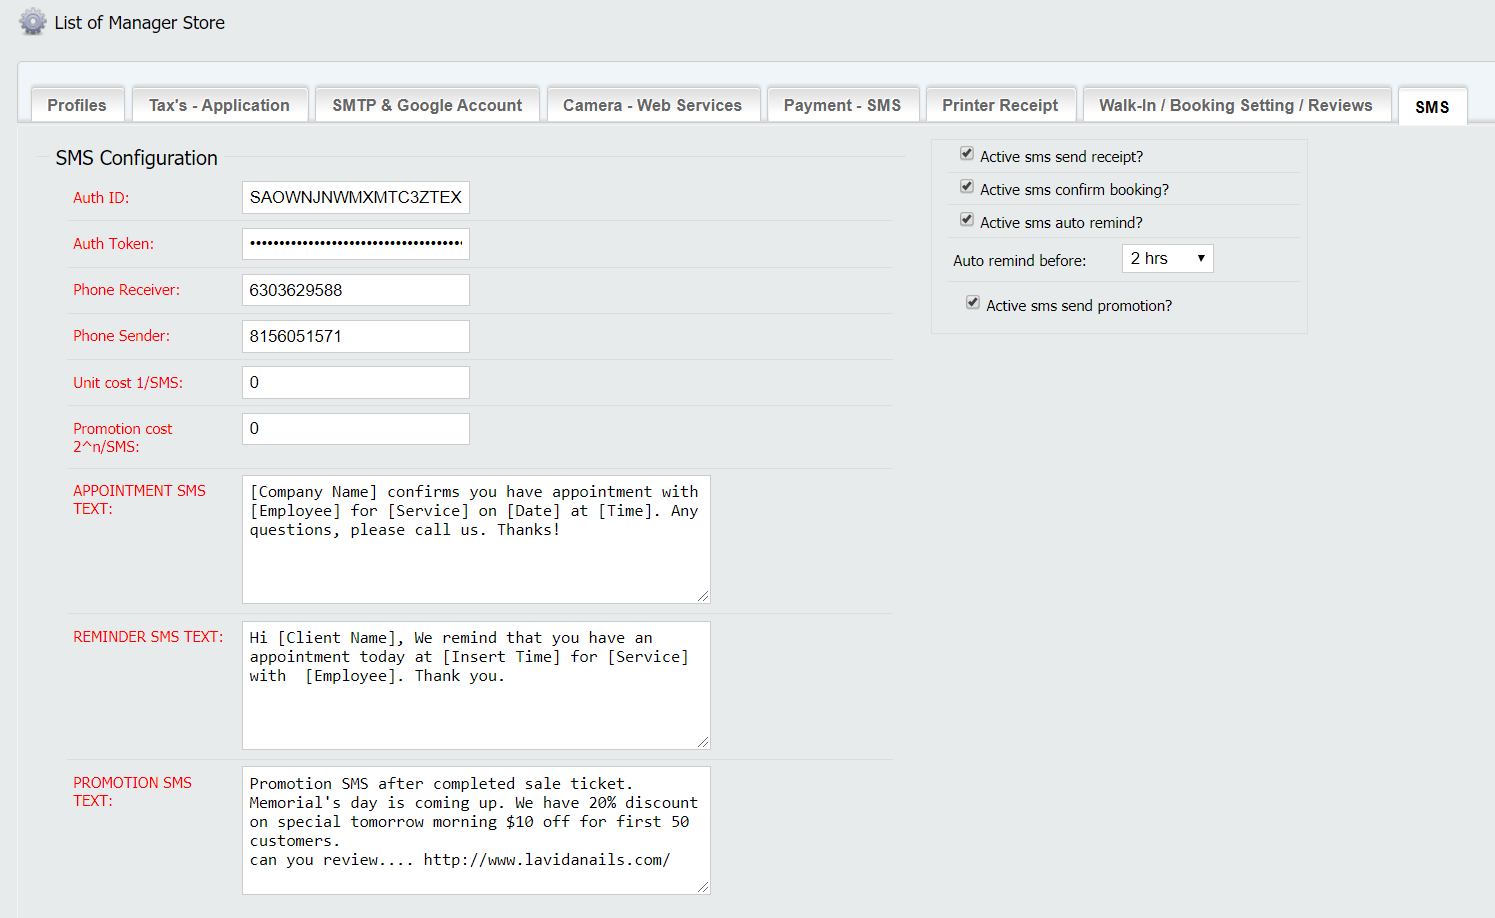 List of Manager Store
Profiles
Tax's - Application
SMTP & Google Account
Camera - Web Services
Payment - SMS
Printer Receipt
Walk-In / Booking Setting / Reviews
SMS
SMS Configuration
Auth ID:
SAOWNJNWMXMTC3ZTEX
Auth Token:
••••••••••••••••••••••••••••••••••••
Phone Receiver:
6303629588
Phone Sender:
8156051571
Unit cost 1/SMS:
0
Promotion cost
2^n/SMS:
0
APPOINTMENT SMS
TEXT:
[Company Name] confirms you have appointment with
[Employee] for [Service] on [Date] at [Time]. Any
questions, please call us. Thanks!
REMINDER SMS TEXT:
Hi [Client Name], We remind that you have an
appointment today at [Insert Time] for [Service]
with  [Employee]. Thank you.
PROMOTION SMS
TEXT:
Promotion SMS after completed sale ticket.
Memorial's day is coming up. We have 20% discount
on special tomorrow morning $10 off for first 50
customers.
can you review.... http://www.lavidanails.com/
Active sms send receipt?
Active sms confirm booking?
Active sms auto remind?
Auto remind before:
2 hrs
Active sms send promotion?